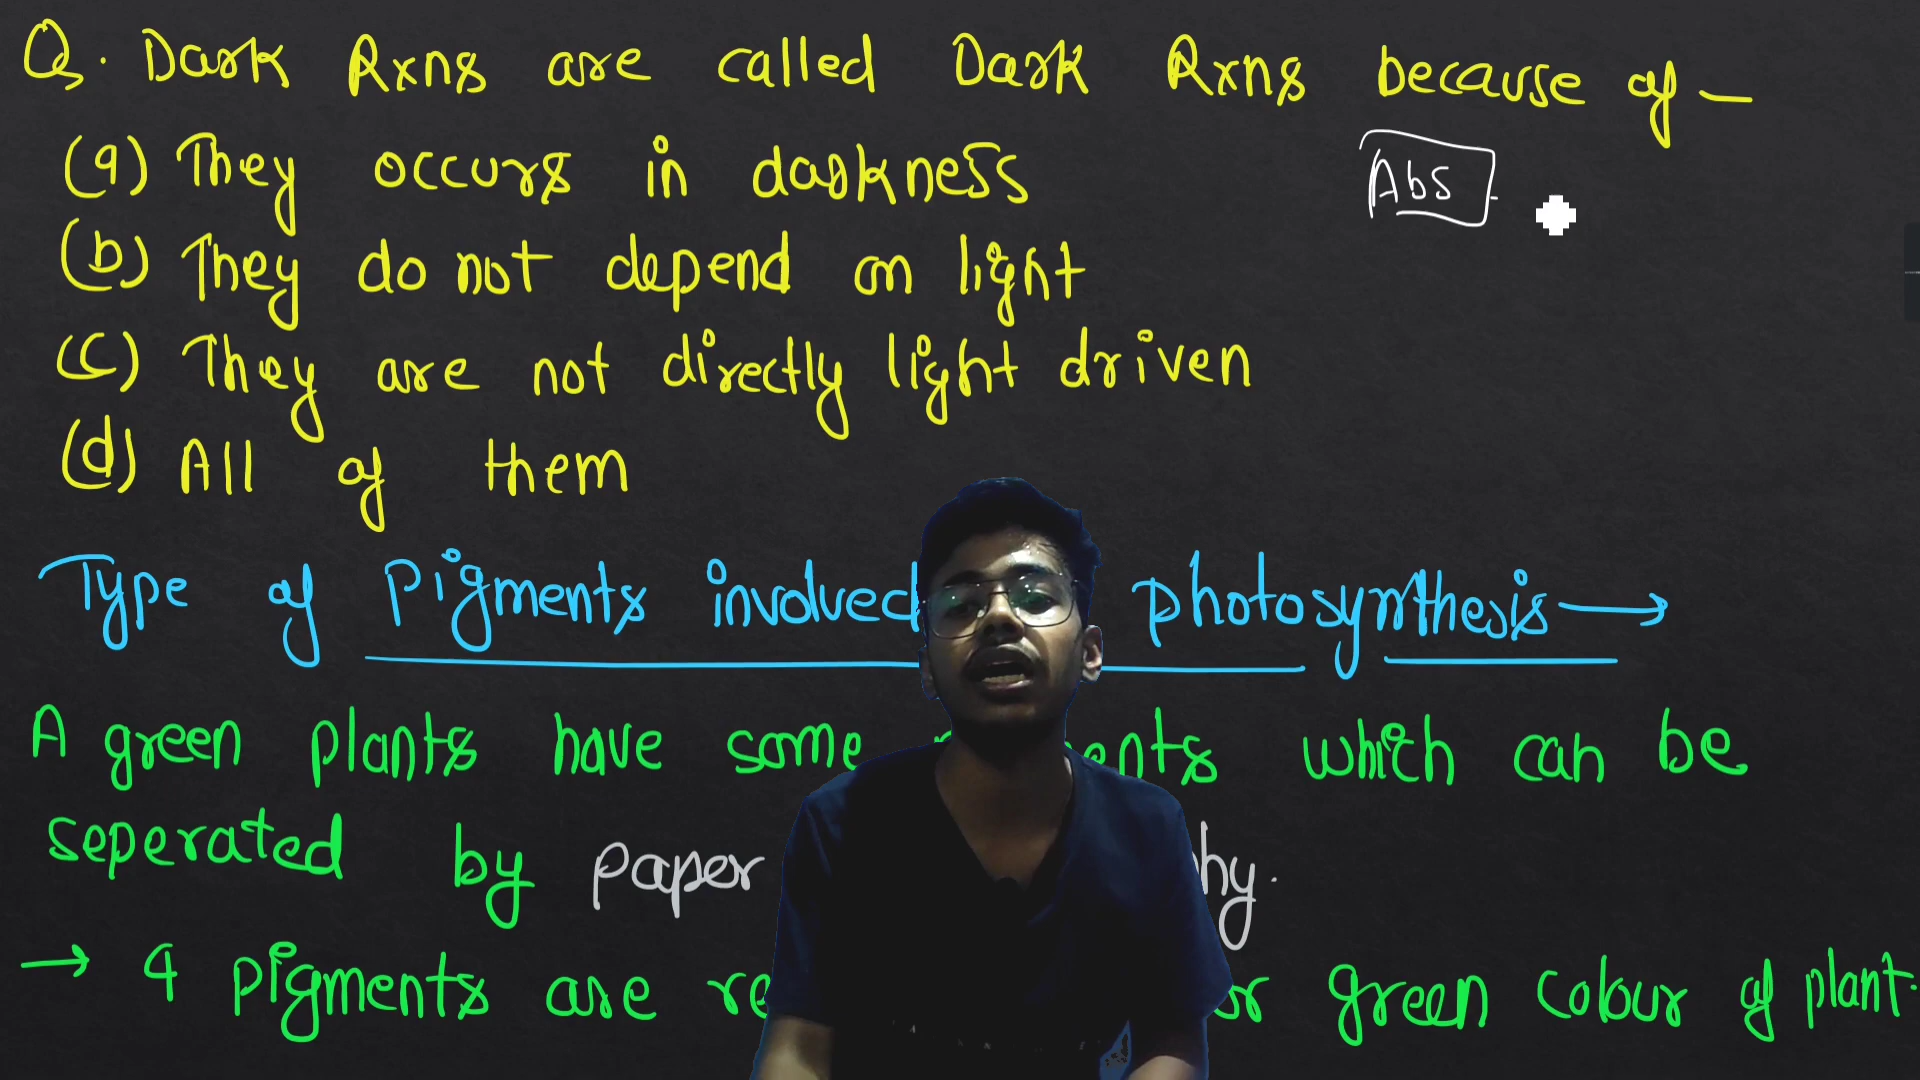 Q. Dark Rxns are called Dark Rxns because of —
(a) They occurs in darkness
Abs
(b) They do not depend on light
(c) They are not directly light driven
(d) All of them
Type of Pigments involved photosynthesis →
A green plants have some which can be
seperated by paper
→ 4 pigments are green colour of plant.